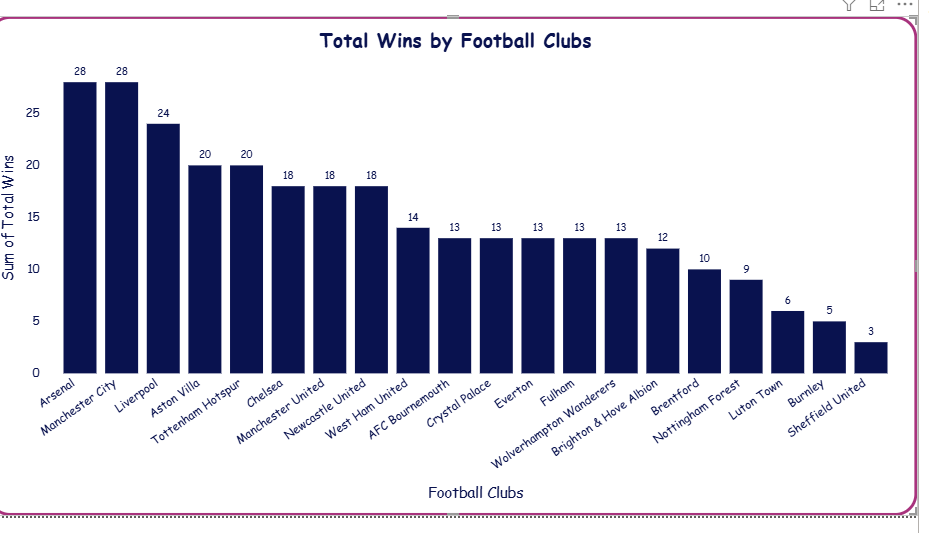 Total Wins by Football Clubs
Sum of Total Wins
25
20
15
10
5
0
28
28
24
20
20
18
18
18
14
13
13
13
13
13
12
10
9
6
5
3
Arsenal
Manchester City
Liverpool
Aston Villa
Tottenham Hotspur
Chelsea
Manchester United
Newcastle United
West Ham United
AFC Bournemouth
Crystal Palace
Everton
Fulham
Wolverhampton Wanderers
Brighton & Hove Albion
Brentford
Nottingham Forest
Luton Town
Burnley
Sheffield United
Football Clubs